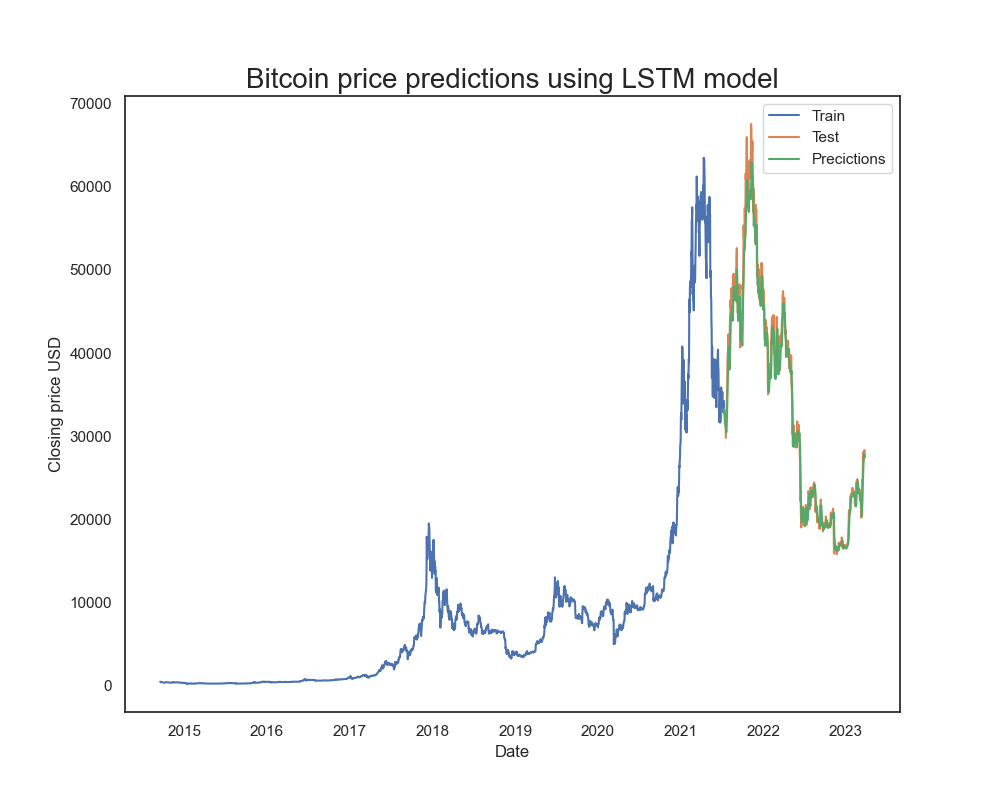 Bitcoin price predictions using LSTM model
70000
60000
50000
40000
30000
20000
10000
0
Closing price USD
Train
Test
Precictions
2015 2016 2017 2018 2019 2020 2021 2022 2023
Date